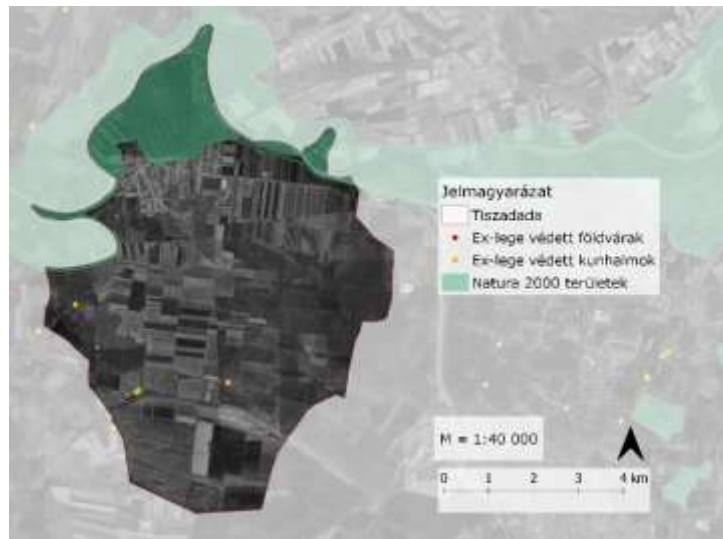 Jelmagyarázat
Tiszadada
Ex-lege védett földvárak
Ex-lege védett kunhalmok
Natura 2000 területek
M = 1:40 000
0 1 2 3 4 km